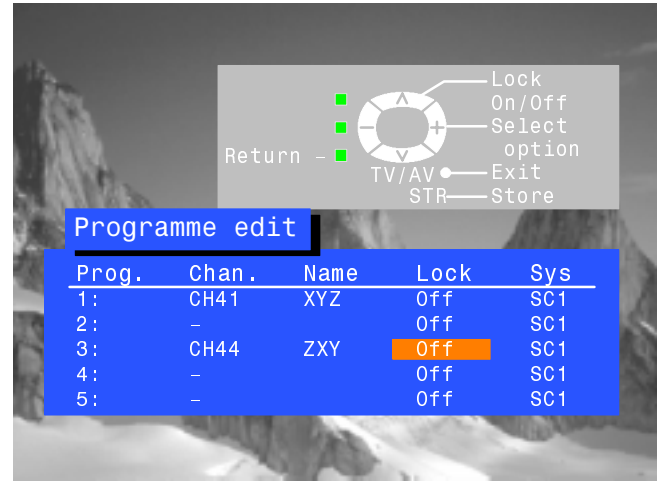 Lock
On/Off
Select
option
Return –
TV/AV Exit
STR Store
Programme edit
Prog. Chan. Name Lock Sys
1: CH41 XYZ Off SC1
2: – Off SC1
3: CH44 ZXY Off SC1
4: – Off SC1
5: – Off SC1